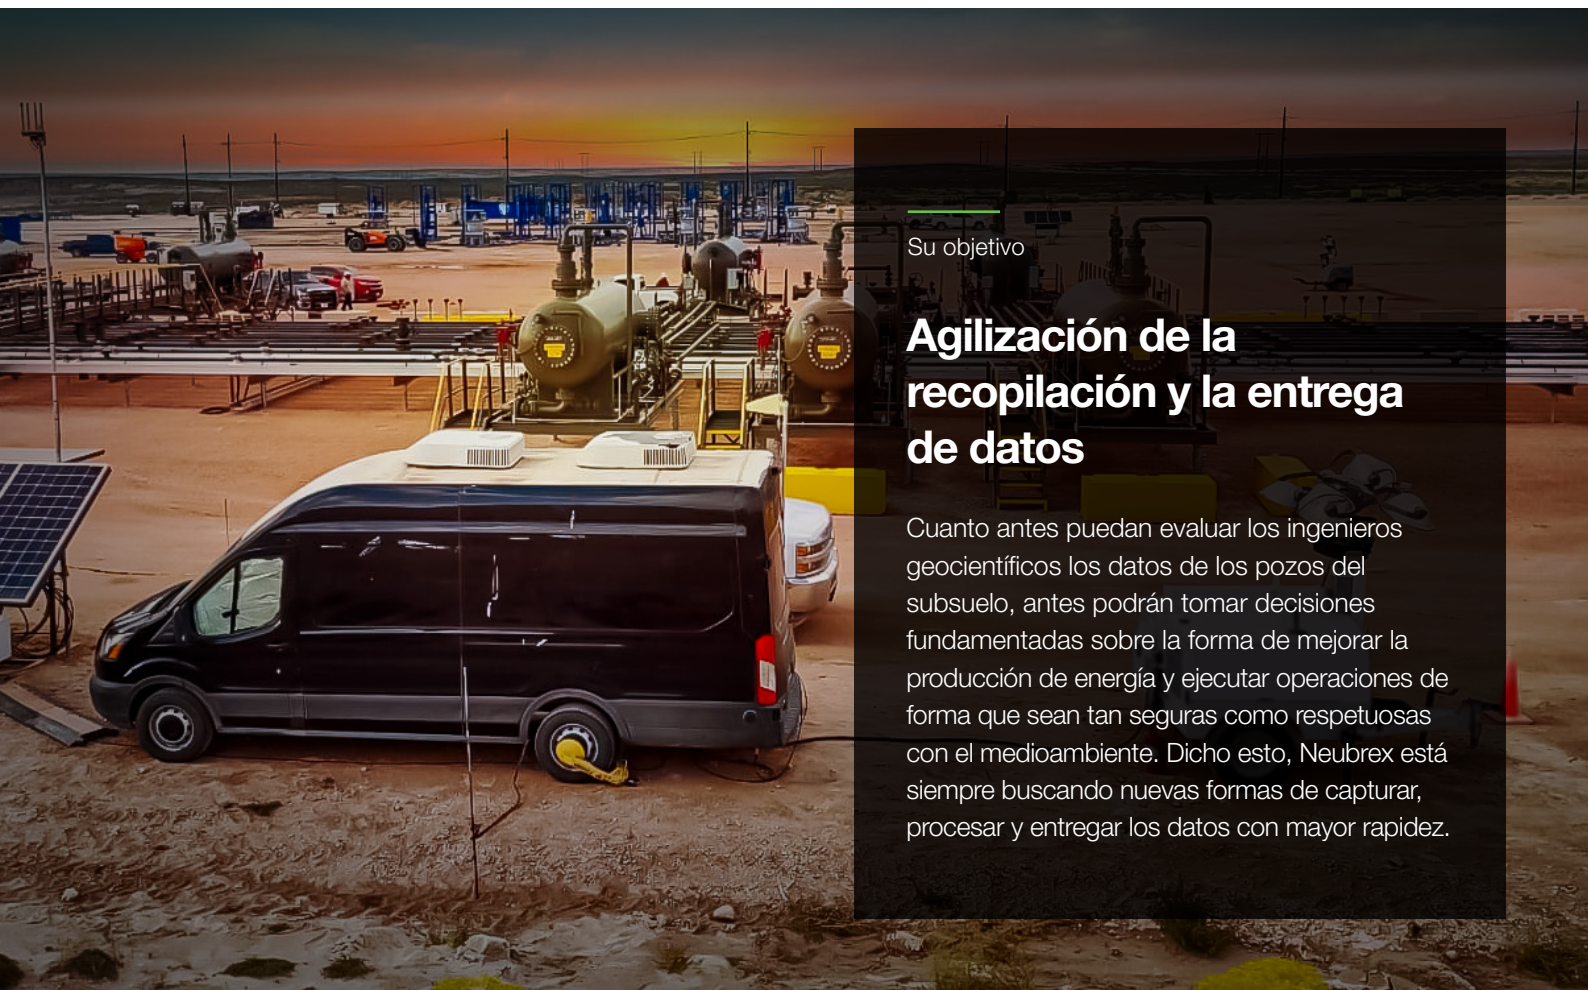 Su objetivo
Agilización de la
recopilación y la entrega
de datos
Cuanto antes puedan evaluar los ingenieros
geocientíficos los datos de los pozos del
subsuelo, antes podrán tomar decisiones
fundamentadas sobre la forma de mejorar la
producción de energía y ejecutar operaciones de
forma que sean tan seguras como respetuosas
con el medioambiente. Dicho esto, Neubrex está
siempre buscando nuevas formas de capturar,
procesar y entregar los datos con mayor rapidez.